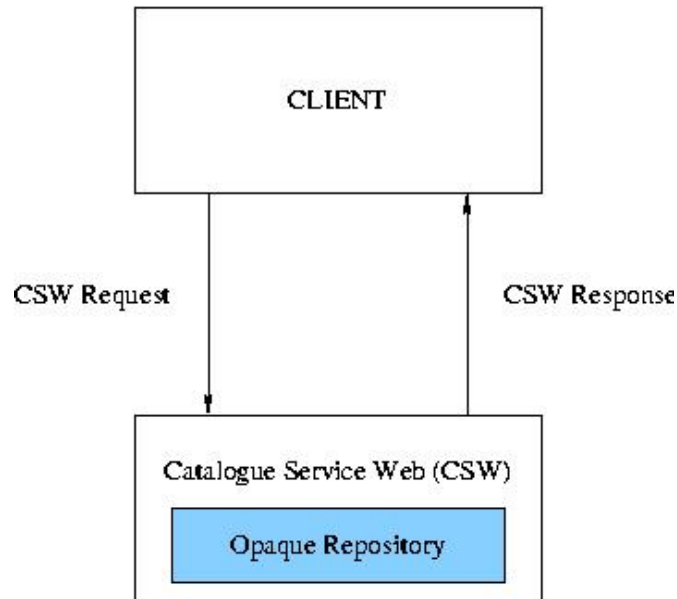 CLIENT
CSW Request
CSW Response
Catalogue Service Web (CSW)
Opaque Repository